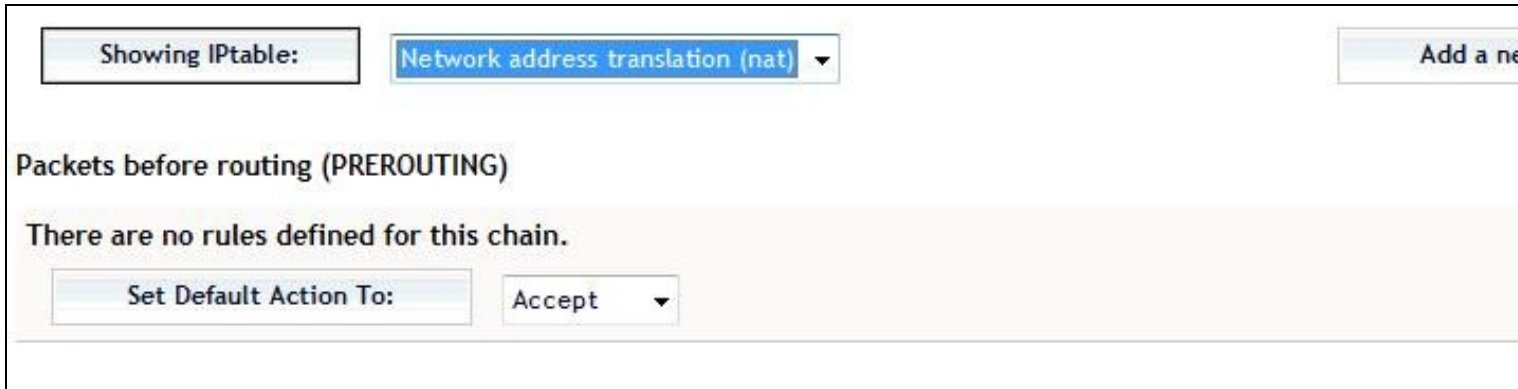 Showing IPtable: Network address translation (nat) Add a ne
Packets before routing (PREROUTING)
There are no rules defined for this chain.
Set Default Action To: Accept